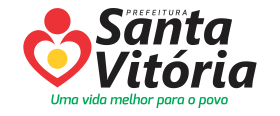 PREFEITURA
Santa
Vitória
Uma vida melhor para o povo